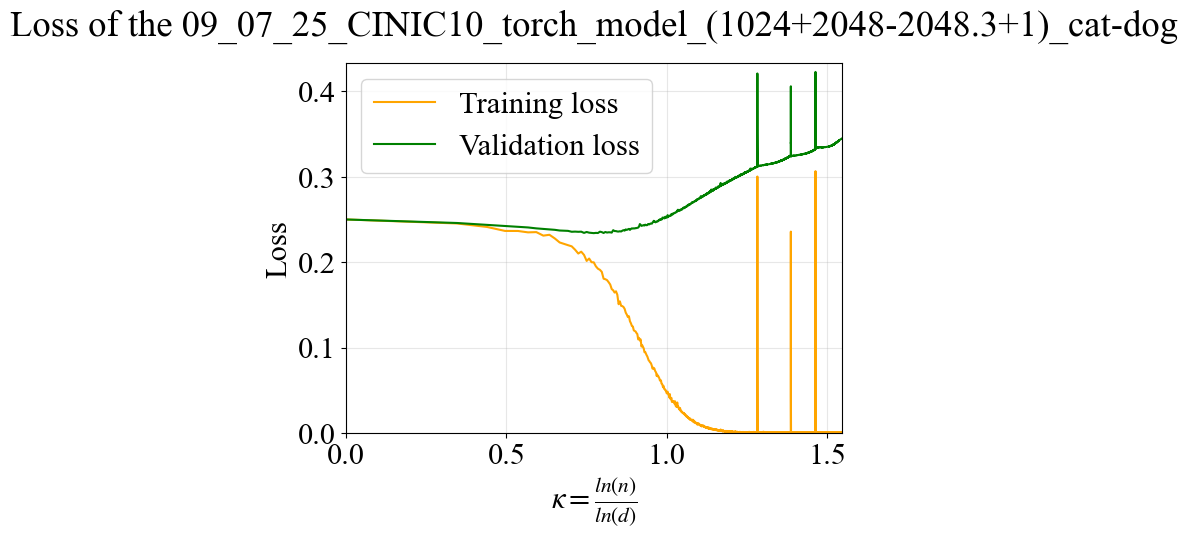 Loss of the 09_07_25_CINIC10_torch_model_(1024+2048-2048.3+1)_cat-dog
Training loss
Validation loss
Loss
0.4
0.3
0.2
0.1
0.0
0.0 0.5 1.0 1.5
κ = ln(n)/ln(d)